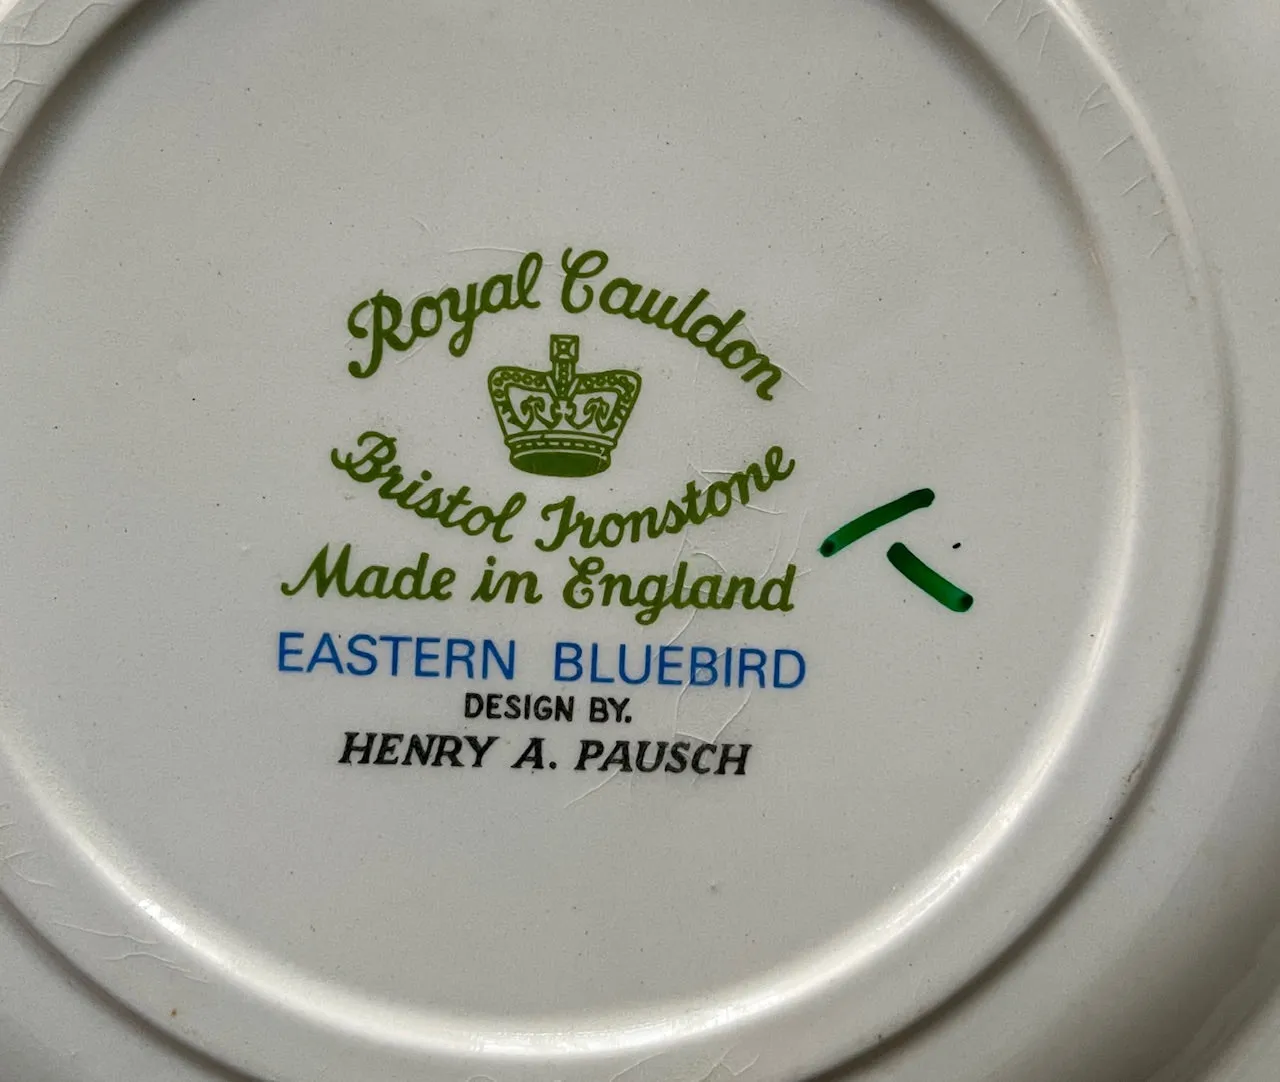 Royal Cauldon
Bristol Ironstone
Made in England
EASTERN BLUEBIRD
DESIGN BY.
HENRY A. PAUSCH